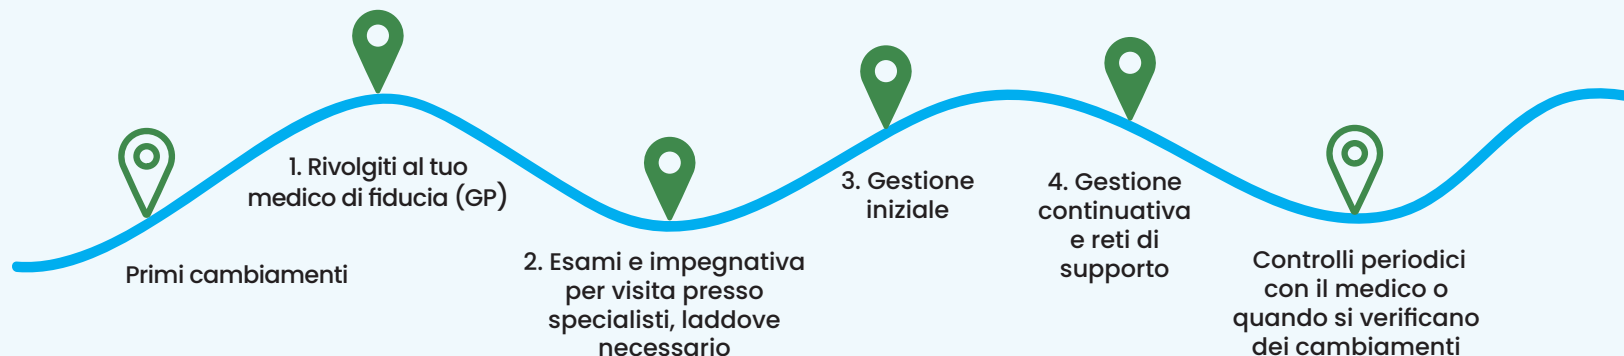 Primi cambiamenti
1. Rivolgiti al tuo
medico di fiducia (GP)
2. Esami e impegnativa
per visita presso
specialisti, laddove
necessario
3. Gestione
iniziale
4. Gestione
continuativa
e reti di
supporto
Controlli periodici
con il medico o
quando si verificano
dei cambiamenti